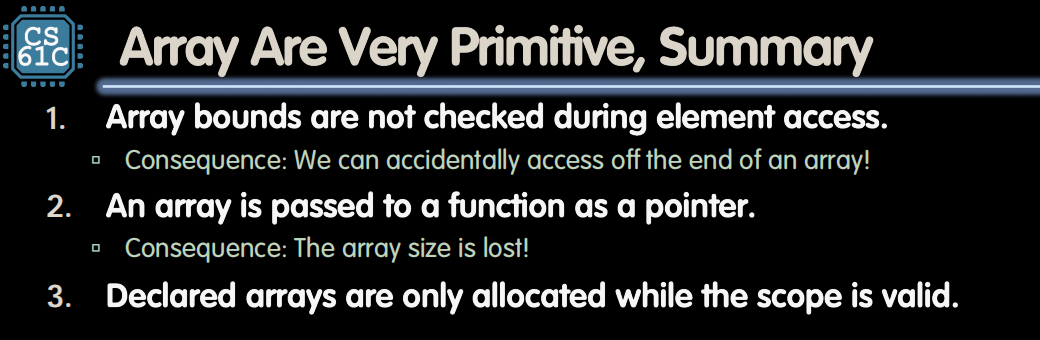 CS
61C
Array Are Very Primitive, Summary
1. Array bounds are not checked during element access.
▫ Consequence: We can accidentally access off the end of an array!
2. An array is passed to a function as a pointer.
▫ Consequence: The array size is lost!
3. Declared arrays are only allocated while the scope is valid.